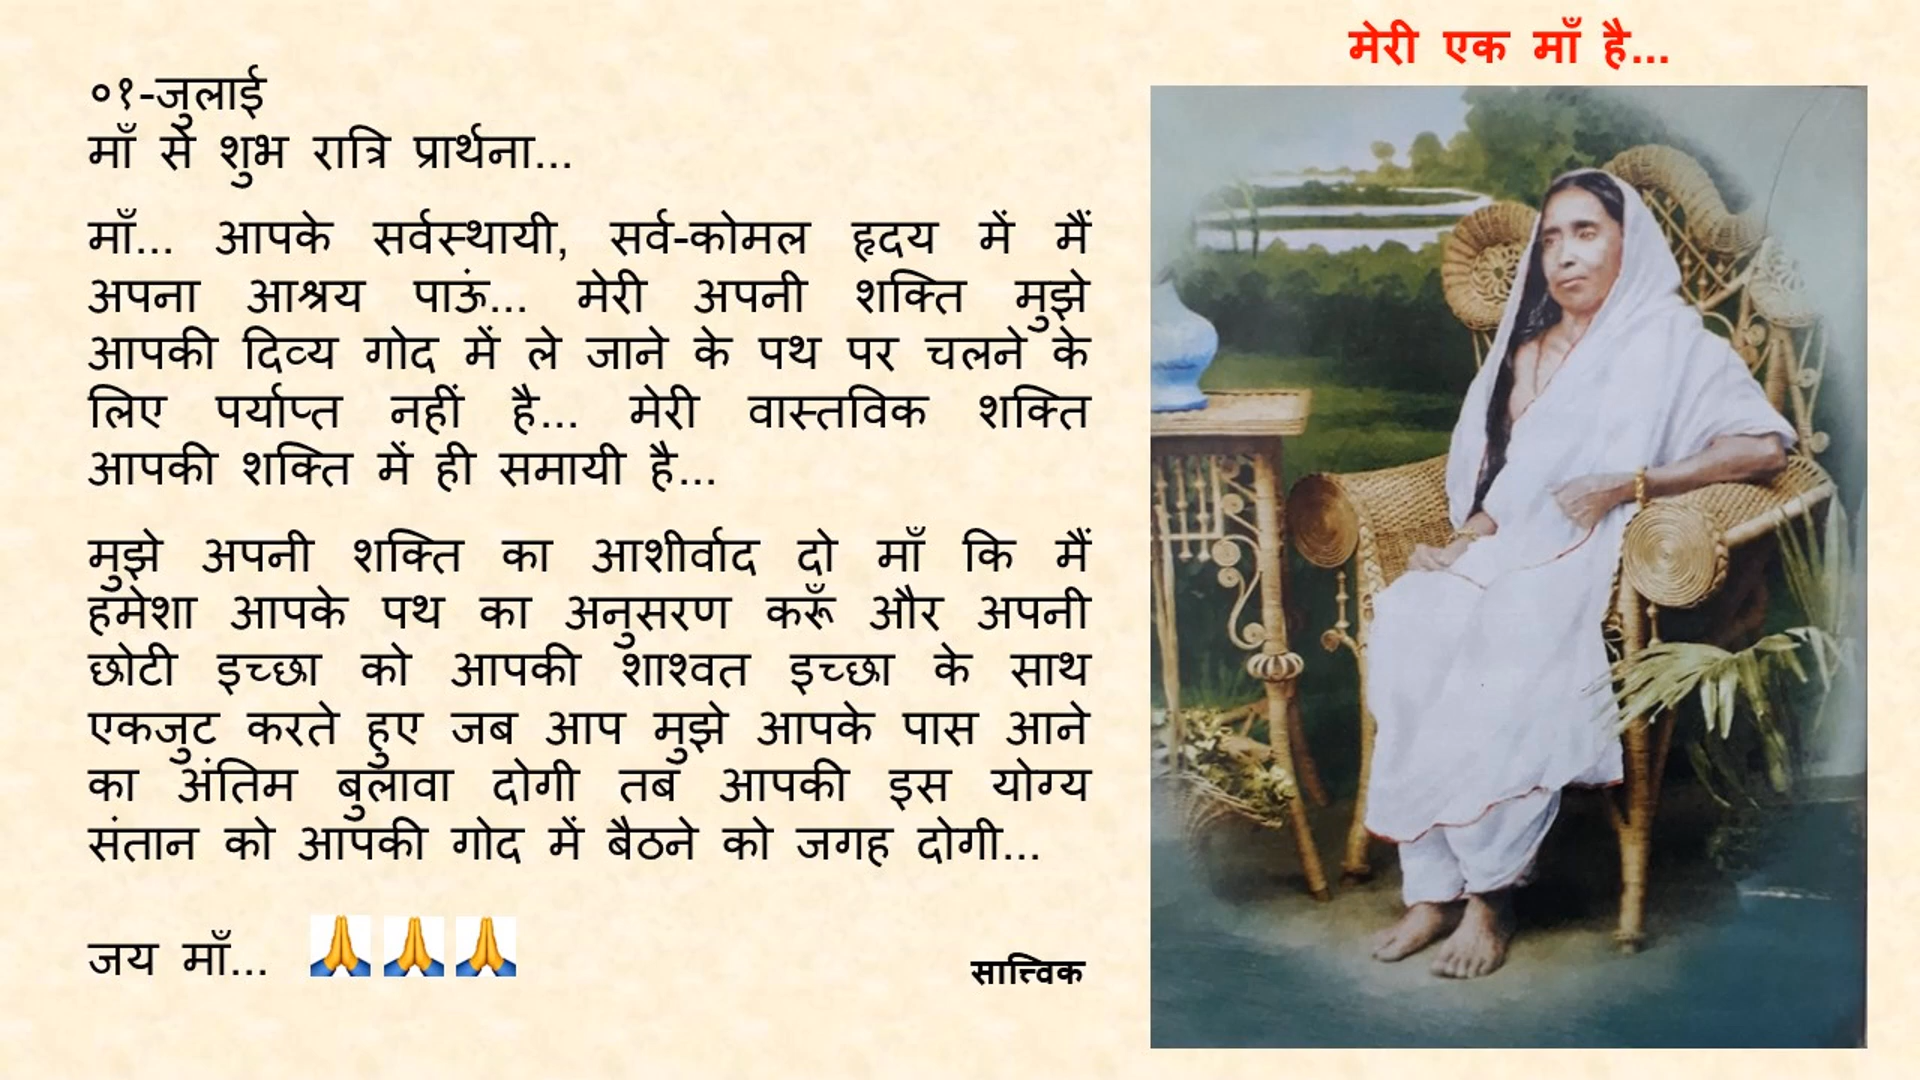 मेरी एक माँ है...
०१-जुलाई
माँ से शुभ रात्रि प्रार्थना...
माँ... आपके सर्वस्थायी, सर्व-कोमल हृदय में मैं
अपना आश्रय पाऊं... मेरी अपनी शक्ति मुझे
आपकी दिव्य गोद में ले जाने के पथ पर चलने के
लिए पर्याप्त नहीं है... मेरी वास्तविक शक्ति
आपकी शक्ति में ही समायी है...
मुझे अपनी शक्ति का आशीर्वाद दो माँ कि मैं
हमेशा आपके पथ का अनुसरण करूँ और अपनी
छोटी इच्छा को आपकी शाश्वत इच्छा के साथ
एकजुट करते हुए जब आप मुझे आपके पास आने
का अंतिम बुलावा दोगी तब आपकी इस योग्य
संतान को आपकी गोद में बैठने को जगह दोगी...
जय माँ... 🙏🙏🙏
सात्त्विक